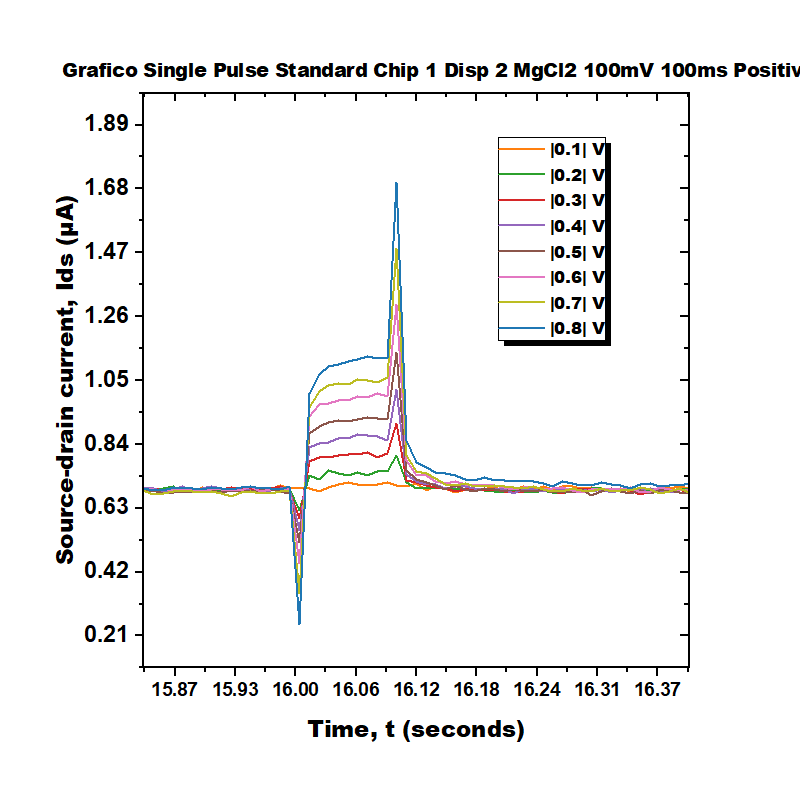 Grafico Single Pulse Standard Chip 1 Disp 2 MgCl2 100mV 100ms Positiv
1.89
1.68
1.47
1.26
1.05
0.84
0.63
0.42
0.21
Source-drain current, Ids (µA)
|0.1| V
|0.2| V
|0.3| V
|0.4| V
|0.5| V
|0.6| V
|0.7| V
|0.8| V
15.87 15.93 16.00 16.06 16.12 16.18 16.24 16.31 16.37
Time, t (seconds)